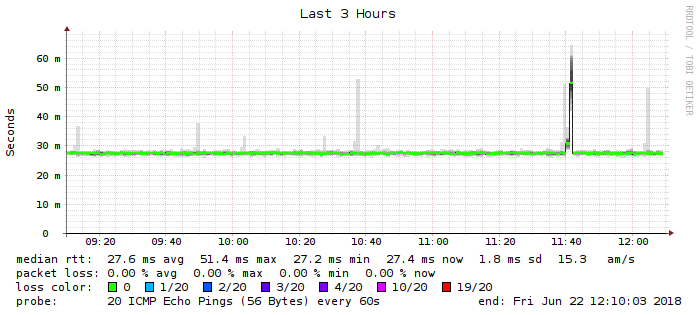 Last 3 Hours
RRDTOOL / TOBI OETIKER
Seconds
60 m
50 m
40 m
30 m
20 m
10 m
0
09:20 09:40 10:00 10:20 10:40 11:00 11:20 11:40 12:00
median rtt: 27.6 ms avg 51.4 ms max 27.2 ms min 27.4 ms now 1.8 ms sd 15.3 am/s
packet loss: 0.00 % avg 0.00 % max 0.00 % min 0.00 % now
loss color: 0 1/20 2/20 3/20 4/20 10/20 19/20
probe: 20 ICMP Echo Pings (56 Bytes) every 60s end: Fri Jun 22 12:10:03 2018